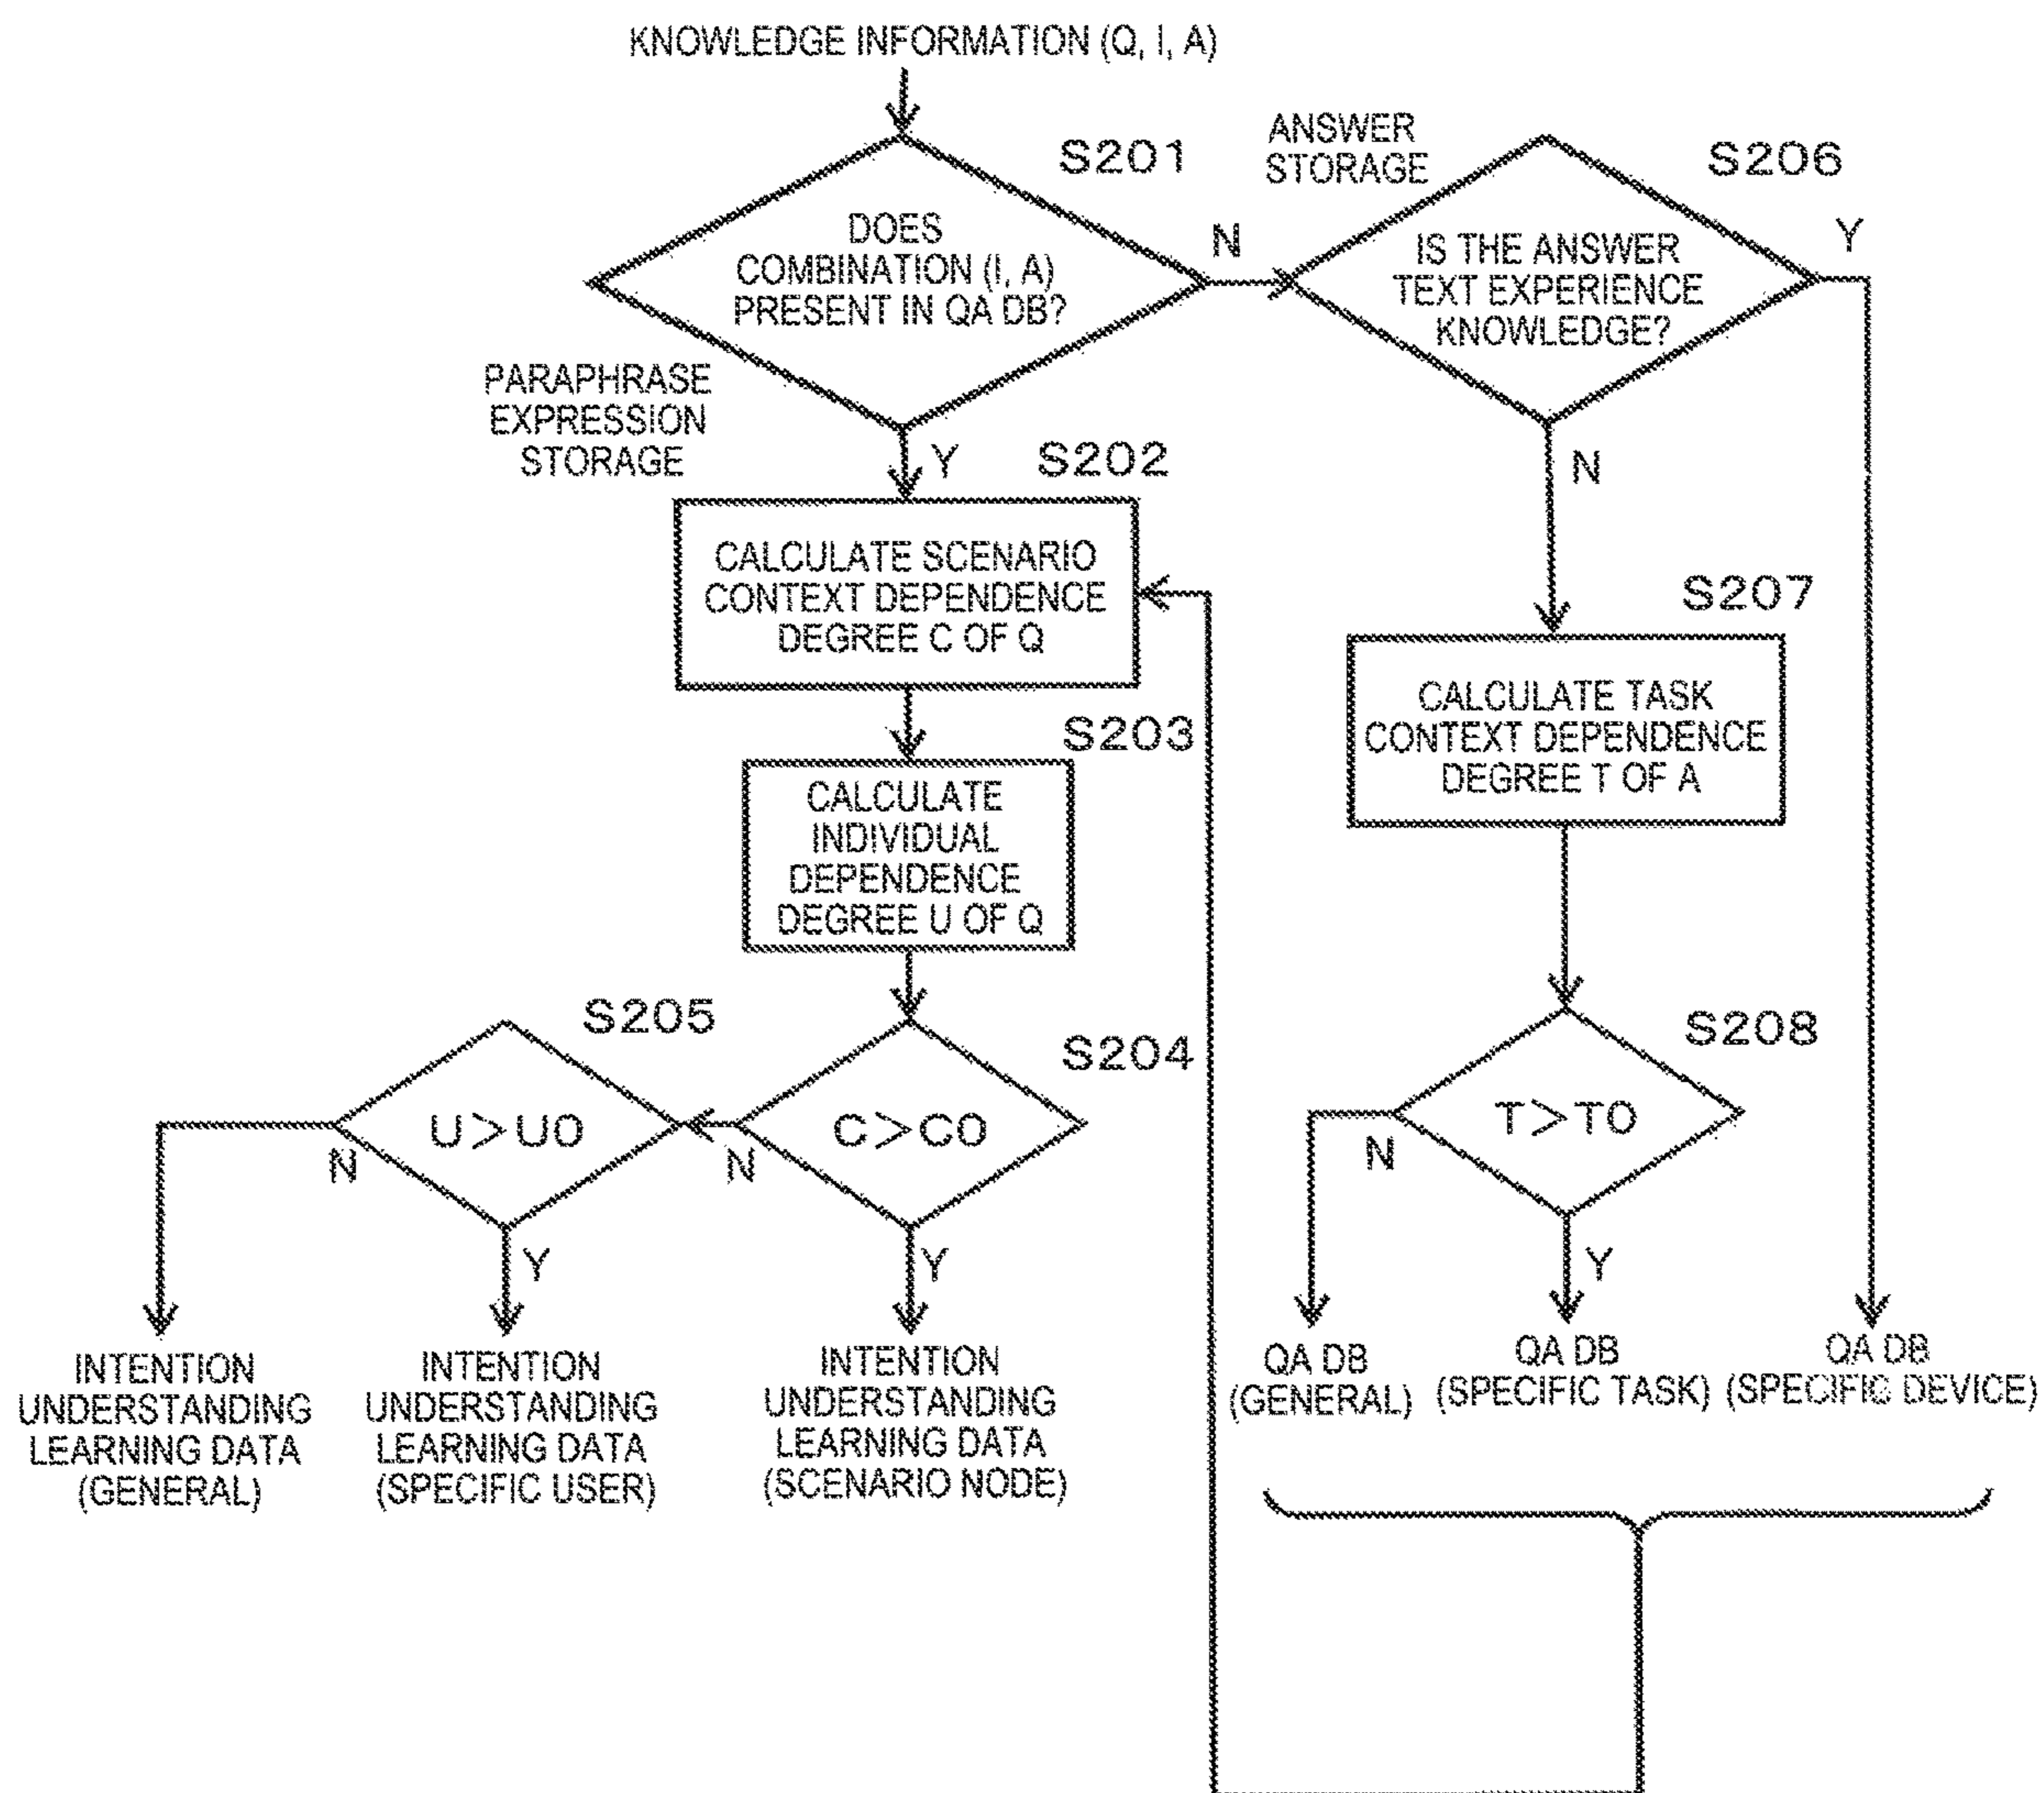 KNOWLEDGE INFORMATION (Q, I, A)
S201
DOES
COMBINATION (I, A)
PRESENT IN QA DB?
N
ANSWER
STORAGE
S206
IS THE ANSWER
TEXT EXPERIENCE
KNOWLEDGE?
Y
PARAPHRASE
EXPRESSION
STORAGE
Y
S202
N
CALCULATE SCENARIO
CONTEXT DEPENDENCE
DEGREE C OF Q
S207
CALCULATE TASK
CONTEXT DEPENDENCE
DEGREE T OF A
S203
CALCULATE
INDIVIDUAL
DEPENDENCE
DEGREE U OF Q
S205
U>U0
N
Y
S204
C>C0
N
Y
S208
T>T0
N
Y
INTENTION
UNDERSTANDING
LEARNING DATA
(GENERAL)
INTENTION
UNDERSTANDING
LEARNING DATA
(SPECIFIC USER)
INTENTION
UNDERSTANDING
LEARNING DATA
(SCENARIO NODE)
QA DB
(GENERAL)
QA DB
(SPECIFIC TASK)
QA DB
(SPECIFIC DEVICE)